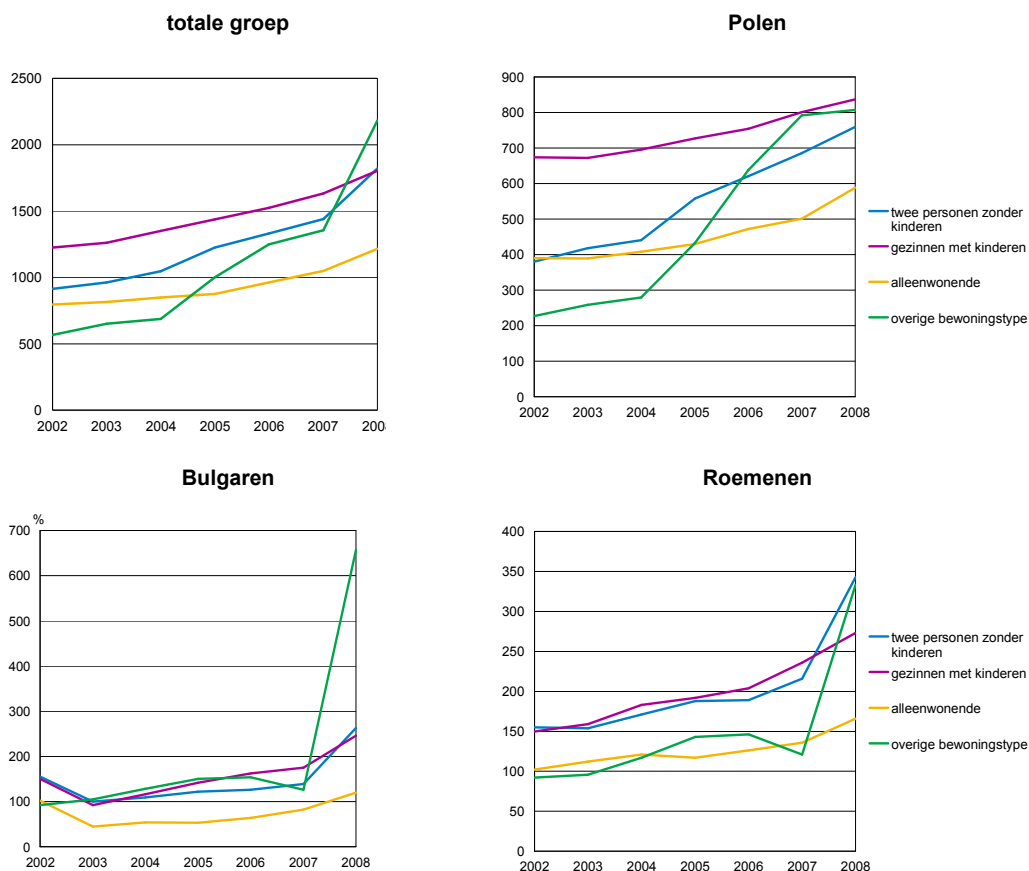 totale groep
2500
2000
1500
1000
500
0
2002 2003 2004 2005 2006 2007 200
Polen
900
800
700
600
500
400
300
200
100
0
2002 2003 2004 2005 2006 2007 2008
twee personen zonder
kinderen
gezinnen met kinderen
alleenwonende
overige bewoningstype
Bulgaren
%
700
600
500
400
300
200
100
0
2002 2003 2004 2005 2006 2007 2008
Roemenen
400
350
300
250
200
150
100
50
0
2002 2003 2004 2005 2006 2007 2008
twee personen zonder
kinderen
gezinnen met kinderen
alleenwonende
overige bewoningstype